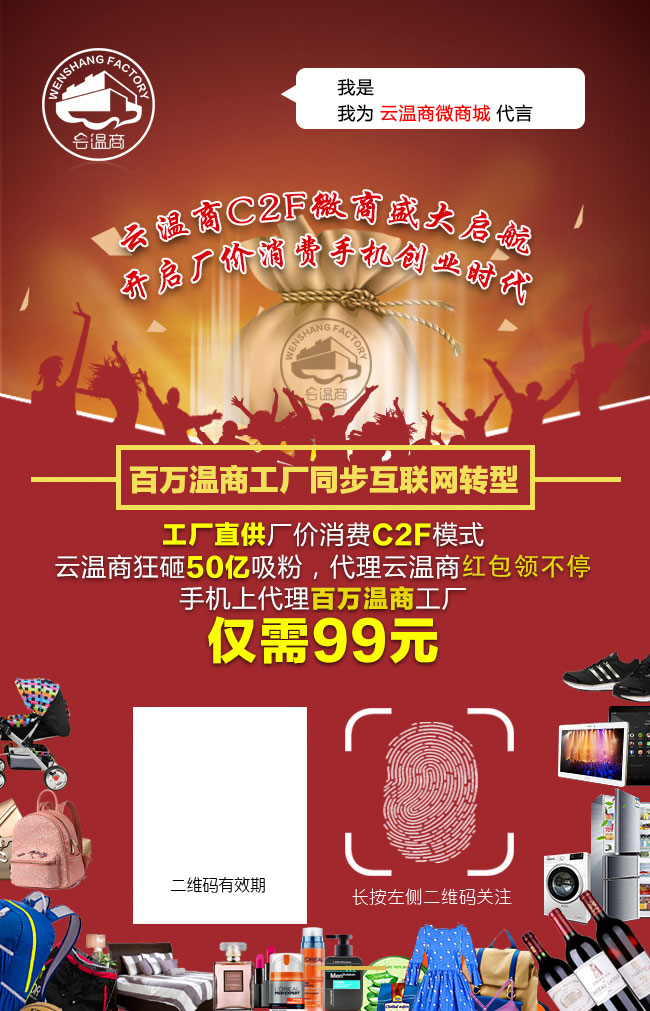 WENSHANG FACTORY
会温商
我是
我为 云温商微商城 代言
云温商C2F微商盛大启航
开启厂价消费手机创业时代
WENSHANG FACTORY
会温商
百万温商工厂同步互联网转型
工厂直供厂价消费C2F模式
云温商狂砸50亿吸粉，代理云温商红包领不停
手机上代理百万温商工厂
仅需99元
二维码有效期
长按左侧二维码关注
L'OREAL
MEN EXPERT
Men